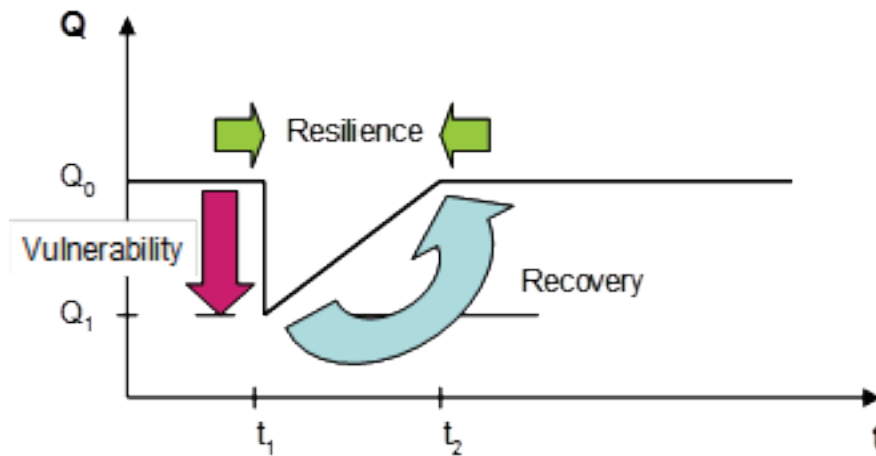 Q
Resilience
Q₀
Vulnerability
Recovery
Q₁
t₁
t₂
t